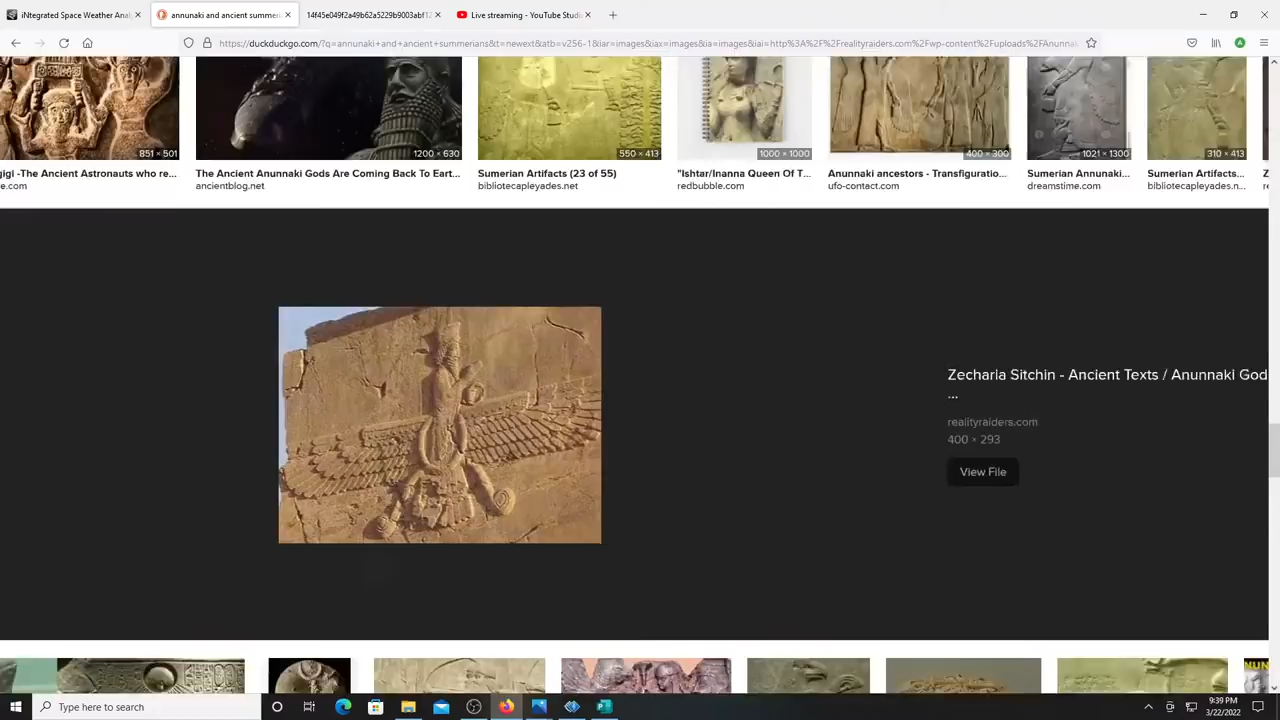 iNtegrated Space Weather Anal
annunaki and ancient summeri
14f45e049f2a49b62a5229b9003abf12
Live streaming - YouTube Studio
https://duckduckgo.com/?q=annunaki+and+ancient+summerians&t=newext&atb=v256-1&iar=images&iax=images&ia=images&iai=http%3A%2F%2Frealityraiders.com%2Fwp-content%2Fuploads%2FAnunna
851 × 501
1200 × 630
550 × 413
1000 × 1000
400 × 300
1021 × 1300
310 × 413
gigi -The Ancient Astronauts who re...
The Ancient Anunnaki Gods Are Coming Back To Eart...
Sumerian Artifacts (23 of 55)
"Ishtar/Inanna Queen Of T...
Anunnaki ancestors - Transfiguratio...
Sumerian Annunaki...
Sumerian Artifacts...
e.com
ancientblog.net
bibliotecapleyades.net
redbubble.com
ufo-contact.com
dreamstime.com
bibliotecapleyades.n...
Zecharia Sitchin - Ancient Texts / Anunnaki God
...
realityraiders.com
400 × 293
View File
Type here to search
9:39 PM
3/22/2022